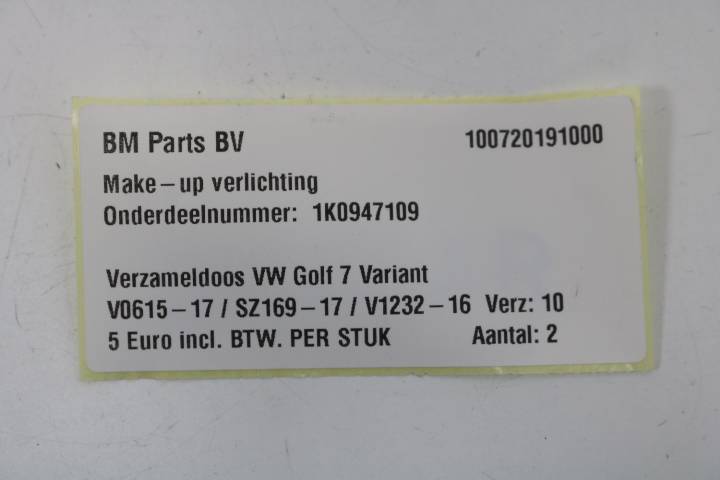 BM Parts BV 100720191000
Make-up verlichting
Onderdeelnummer: 1K0947109
Verzameldoos VW Golf 7 Variant
V0615-17 / SZ169-17 / V1232-16 Verz: 10
5 Euro incl. BTW. PER STUK Aantal: 2